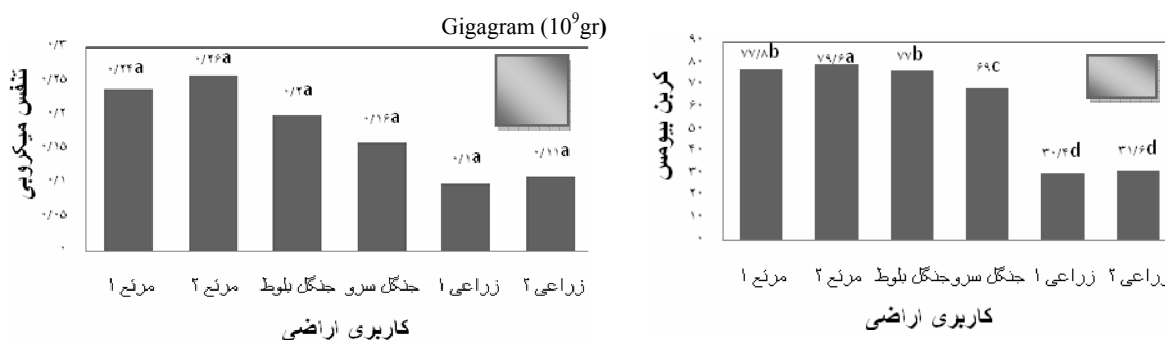 Gigagram (10⁹gr)
تنفس میکروبی
۰/۳
۰/۲۵
۰/۲
۰/۱۵
۰/۱
۰/۰۵
۰
۰/۲۴a
۰/۲۶a
۰/۲a
۰/۱۶a
۰/۱a
۰/۱۱a
مرتع ۱
مرتع ۲
جنگل بلوط
جنگل سرو
زراعی ۱
زراعی ۲
کاربری اراضی
کربن بیومس
۹۰
۸۰
۷۰
۶۰
۵۰
۴۰
۳۰
۲۰
۱۰
۰
۷۷/۸b
۷۹/۶a
۷۷b
۶۹c
۳۰/۴d
۳۱/۶d
مرتع ۱
مرتع ۲
جنگل بلوط
جنگل سرو
زراعی ۱
زراعی ۲
کاربری اراضی